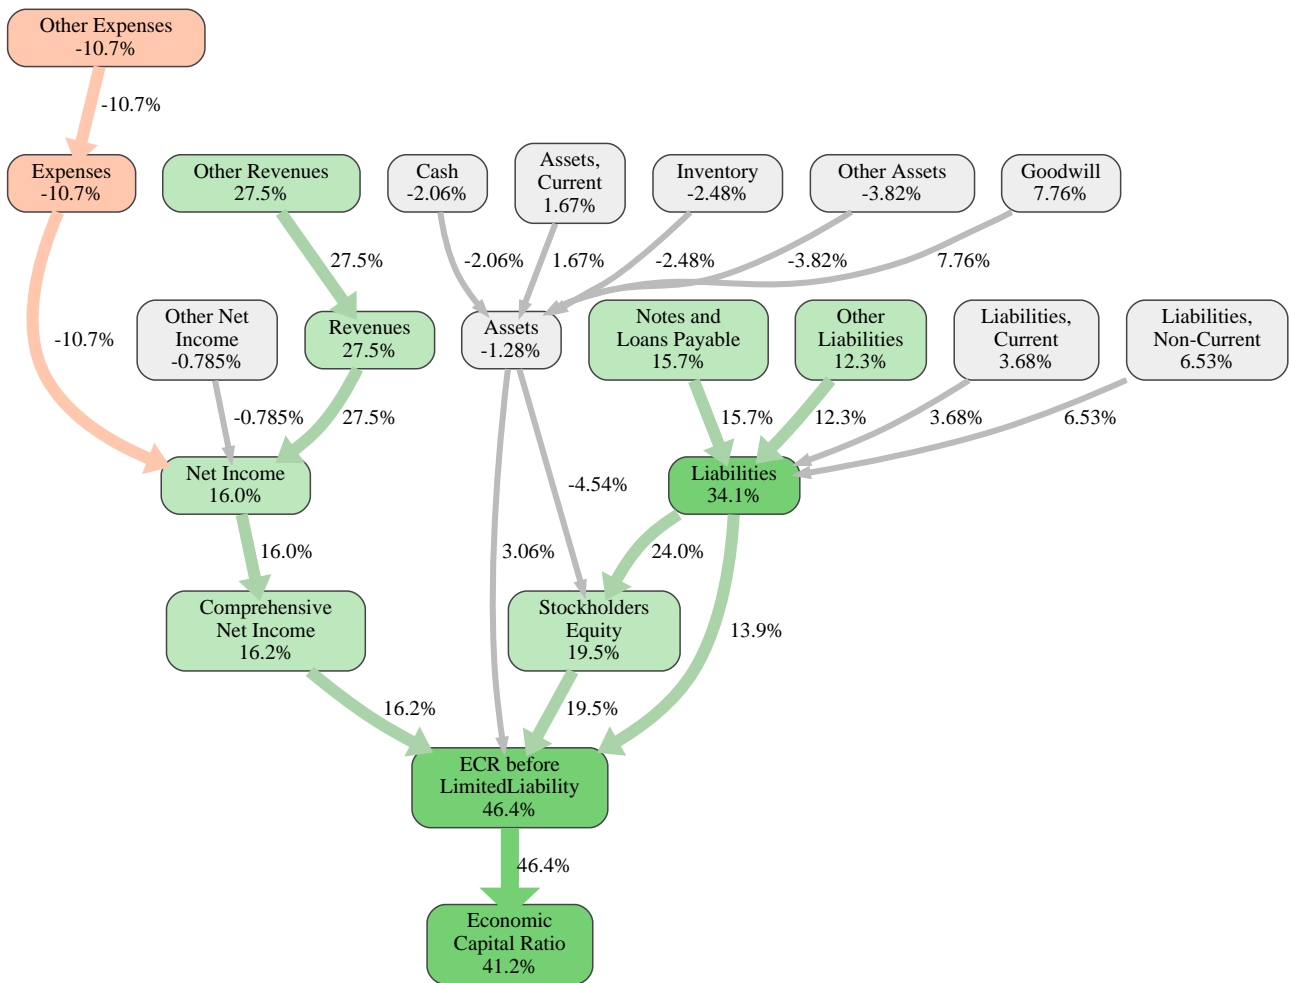 Other Expenses
-10.7%
-10.7%
Expenses
-10.7%
Other Revenues
27.5%
Cash
-2.06%
Assets,
Current
1.67%
Inventory
-2.48%
Other Assets
-3.82%
Goodwill
7.76%
27.5%
-2.06%
1.67%
-2.48%
-3.82%
7.76%
-10.7%
Other Net
Income
-0.785%
Revenues
27.5%
Assets
-1.28%
Notes and
Loans Payable
15.7%
Other
Liabilities
12.3%
Liabilities,
Current
3.68%
Liabilities,
Non-Current
6.53%
-0.785%
27.5%
15.7%
12.3%
3.68%
6.53%
Net Income
16.0%
-4.54%
Liabilities
34.1%
16.0%
3.06%
24.0%
13.9%
Comprehensive
Net Income
16.2%
Stockholders
Equity
19.5%
16.2%
19.5%
ECR before
LimitedLiability
46.4%
46.4%
Economic
Capital Ratio
41.2%